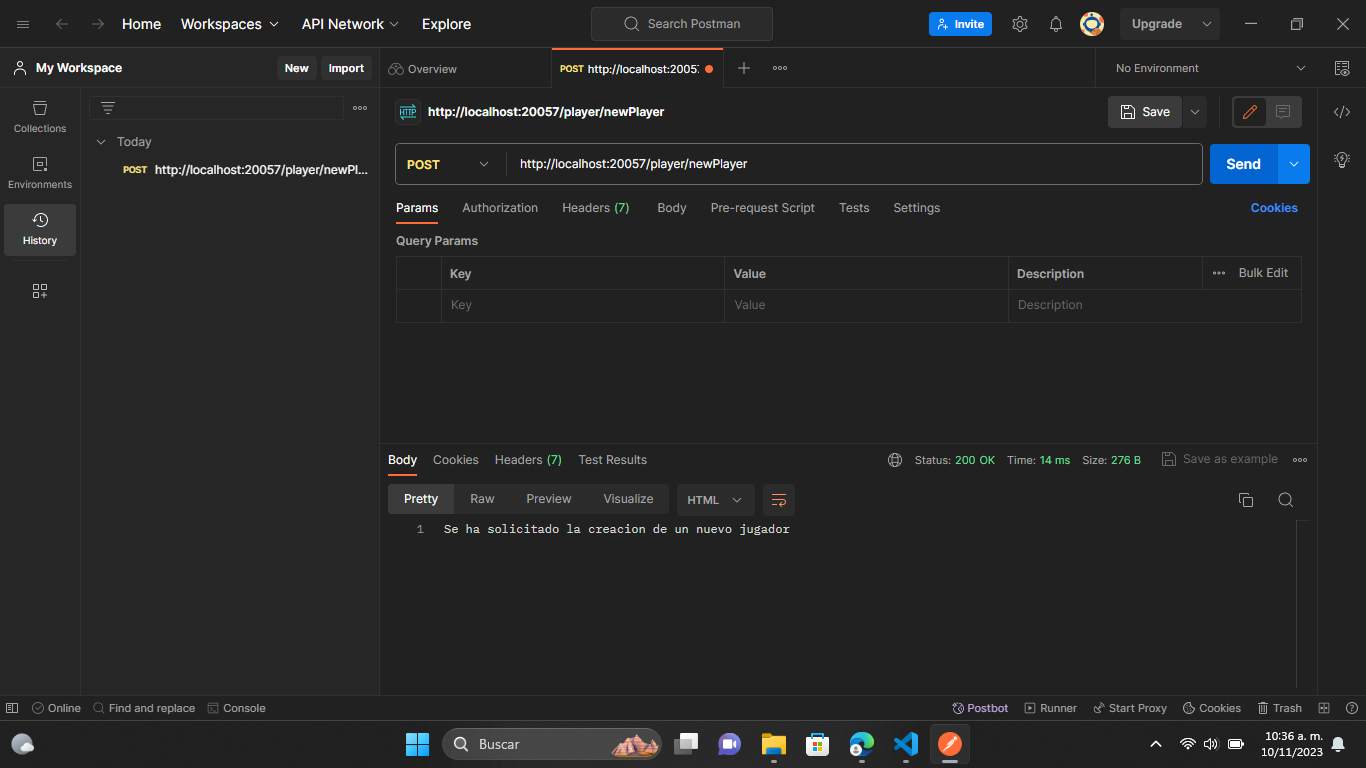 Home Workspaces API Network Explore Search Postman Invite Upgrade
My Workspace New Import Overview POST http://localhost:20057 No Environment
HTTP http://localhost:20057/player/newPlayer Save
Collections
Environments
History
Today
POST http://localhost:20057/player/newPl...
POST http://localhost:20057/player/newPlayer Send
Params Authorization Headers (7) Body Pre-request Script Tests Settings Cookies
Query Params
Key Value Description Bulk Edit
Key Value Description
Body Cookies Headers (7) Test Results Status: 200 OK Time: 14 ms Size: 276 B Save as example
Pretty Raw Preview Visualize HTML
1 Se ha solicitado la creacion de un nuevo jugador
Online Find and replace Console Postbot Runner Start Proxy Cookies Trash
Buscar
10:36 a. m.
10/11/2023